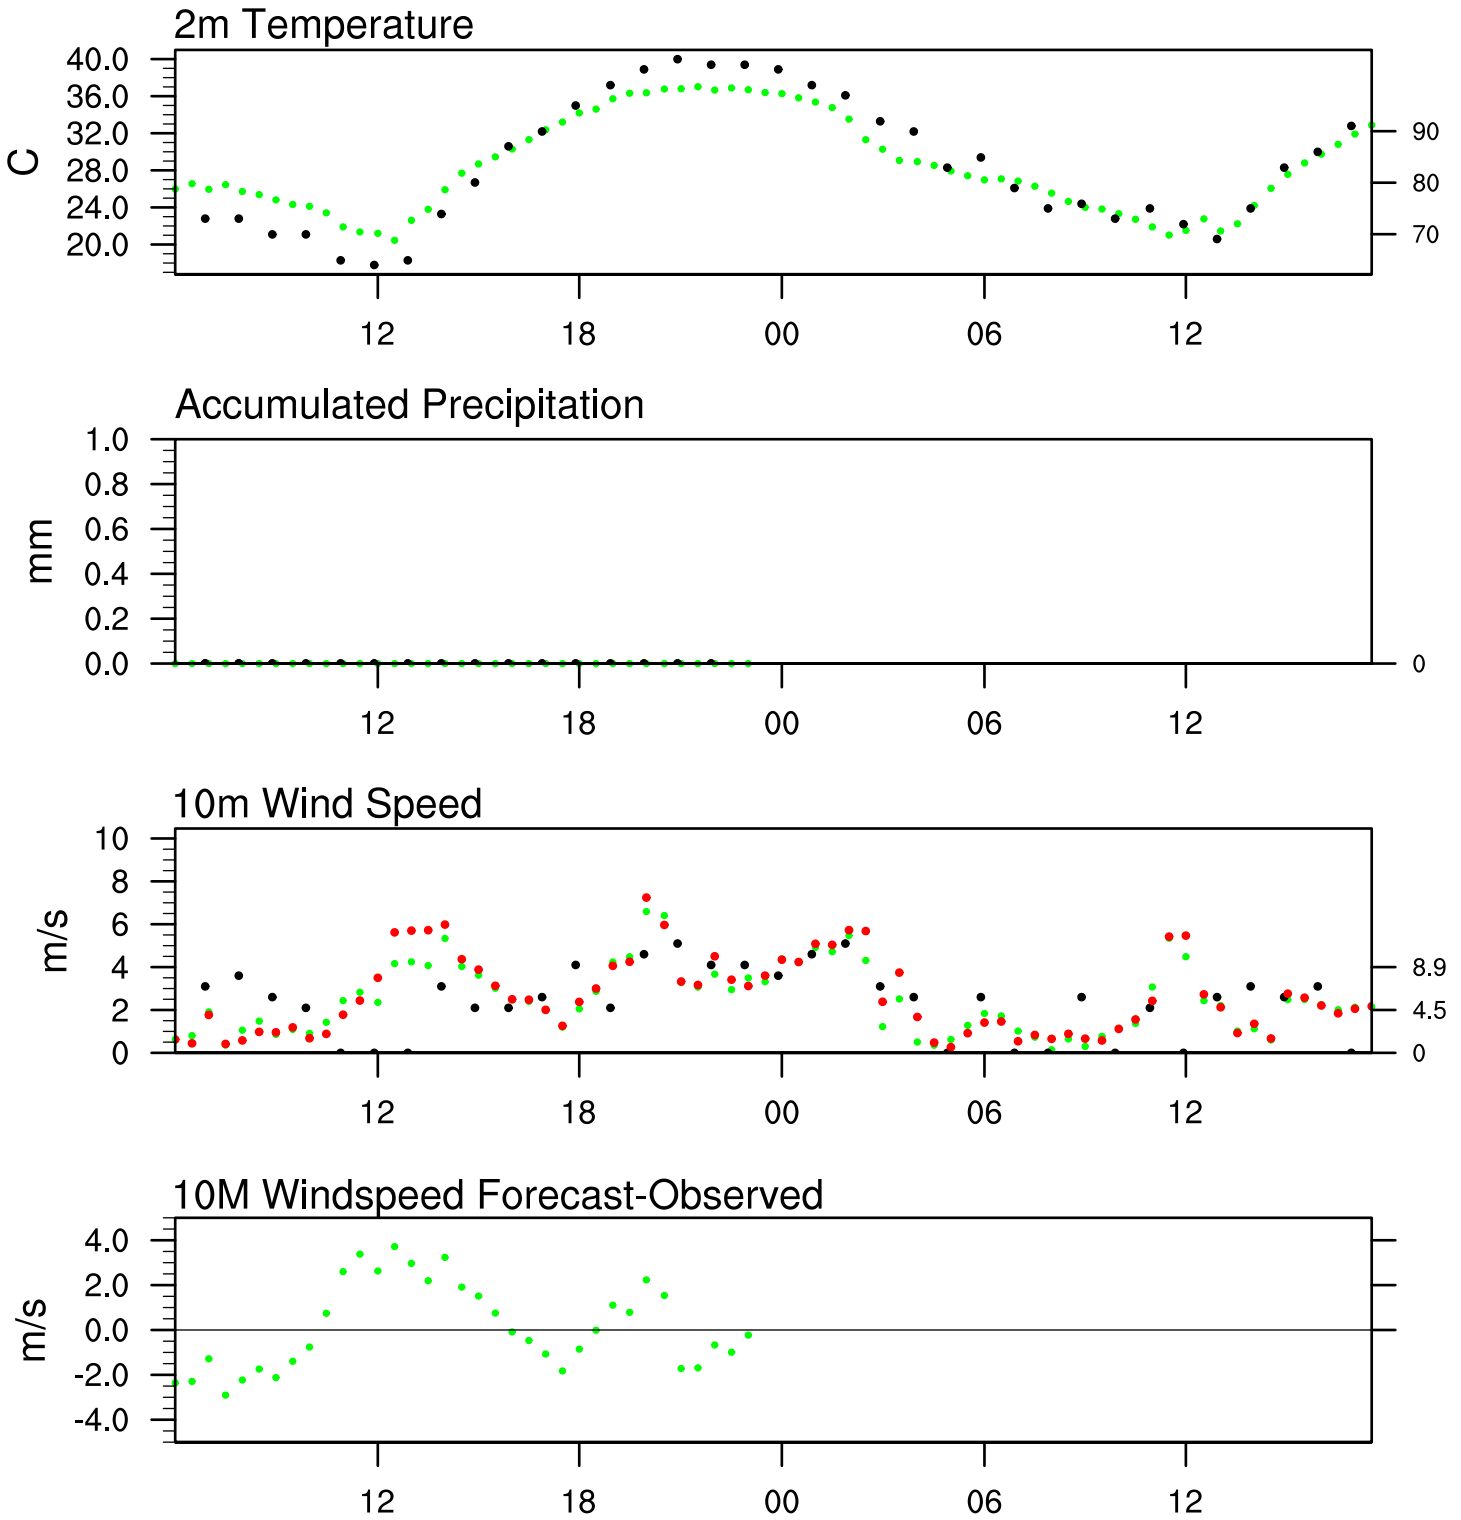 2m Temperature
40.0
36.0
32.0
28.0
24.0
20.0
C
90
80
70
12 18 00 06 12
Accumulated Precipitation
1.0
0.8
0.6
0.4
0.2
0.0
mm
0
12 18 00 06 12
10m Wind Speed
10
8
6
4
2
0
m/s
8.9
4.5
0
12 18 00 06 12
10M Windspeed Forecast-Observed
4.0
2.0
0.0
-2.0
-4.0
m/s
12 18 00 06 12